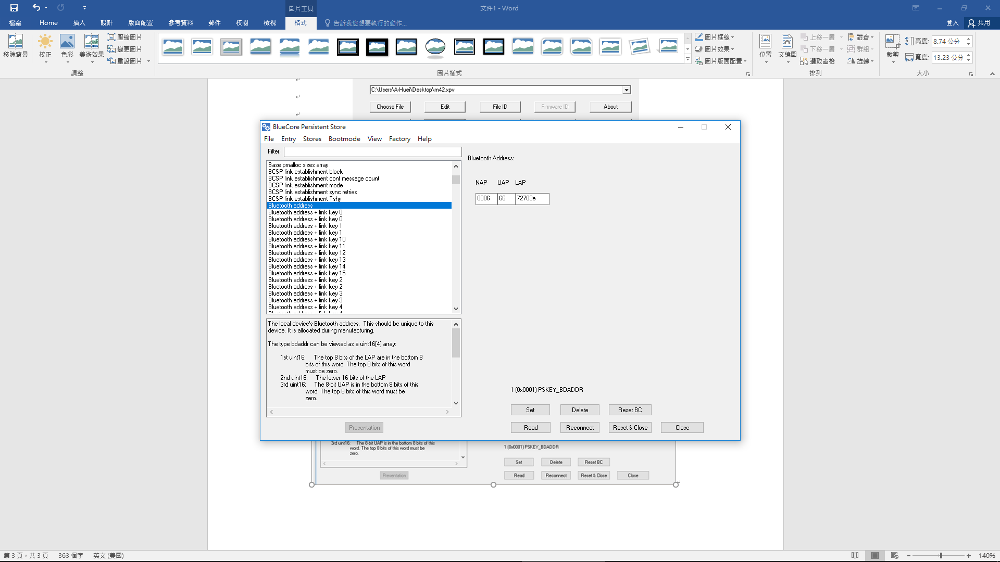 圖片工具
文件1 - Word
檔案 Home 插入 設計 版面配置 參考資料 郵件 校閱 檢視 格式 告訴我您想要執行的動作... 登入 共用
移除背景 校正 色彩 美術效果 壓縮圖片 變更圖片 重設圖片
調整
圖片樣式
圖片框線 圖片效果 圖片版面配置
位置 文繞圖 上移一層 下移一層 選取窗格 對齊 群組 旋轉
排列
裁剪 高度: 8.74 公分
寬度: 13.23 公分
大小
C:\Users\A-Huei\Desktop\rn42.xpv
Choose File Edit File ID Firmware ID About
BlueCore Persistent Store
File Entry Stores Bootmode View Factory Help
Filter:
Base pmalloc sizes array
BCSP link establishment block
BCSP link establishment conf message count
BCSP link establishment mode
BCSP link establishment sync retries
BCSP link establishment Tshy
Bluetooth address
Bluetooth address + link key 0
Bluetooth address + link key 0
Bluetooth address + link key 1
Bluetooth address + link key 1
Bluetooth address + link key 10
Bluetooth address + link key 11
Bluetooth address + link key 12
Bluetooth address + link key 13
Bluetooth address + link key 14
Bluetooth address + link key 15
Bluetooth address + link key 2
Bluetooth address + link key 2
Bluetooth address + link key 3
Bluetooth address + link key 3
Bluetooth address + link key 4
Bluetooth address + link key 4
Bluetooth Address:
NAP UAP LAP
0006 66 72703e
The local device's Bluetooth address. This should be unique to this
device. It is allocated during manufacturing.
The type bdaddr can be viewed as a uint16[4] array:
1st uint16: The top 8 bits of the LAP are in the bottom 8
bits of this word. The top 8 bits of this word
must be zero.
2nd uint16: The lower 16 bits of the LAP
3rd uint16: The 8-bit UAP is in the bottom 8 bits of this
word. The top 8 bits of this word must be
zero.
Presentation
1 (0x0001) PSKEY_BDADDR
Set Delete Reset BC
Read Reconnect Reset & Close Close
3rd uint16: The 8-bit UAP is in the bottom 8 bits of this
word. The top 8 bits of this word must be
zero.
Presentation
1 (0x0001) PSKEY_BDADDR
Set Delete Reset BC
Read Reconnect Reset & Close Close
第 3 頁，共 3 頁 363 個字 英文 (美國) 140%